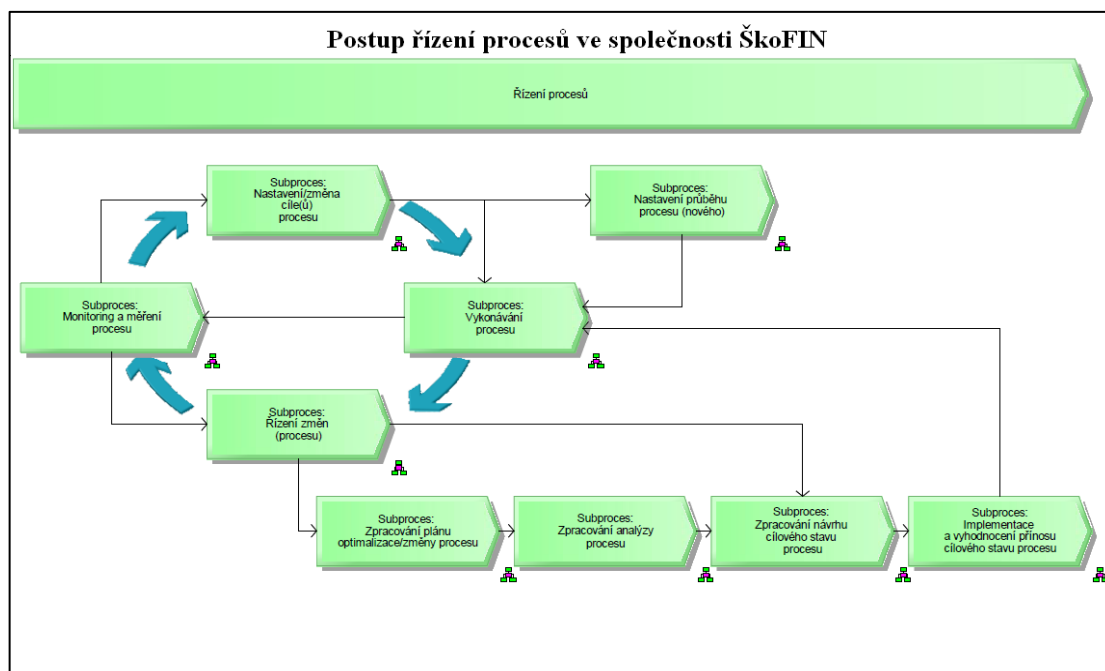 Postup řízení procesů ve společnosti ŠkoFIN
Řízení procesů
Subproces:
Nastavení/změna
cíle(ů)
procesu
Subproces:
Nastavení průběhu
procesu (nového)
Subproces:
Monitoring a měření
procesu
Subproces:
Vykonávání
procesu
Subproces:
Řízení změn
(procesu)
Subproces:
Zpracování plánu
optimalizace/změny procesu
Subproces:
Zpracování analýzy
procesu
Subproces:
Zpracování návrhu
cílového stavu
procesu
Subproces:
Implementace
a vyhodnocení přínosu
cílového stavu procesu